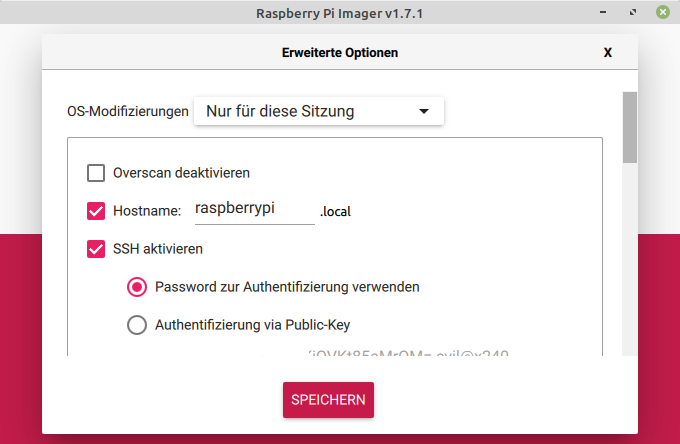 Raspberry Pi Imager v1.7.1
Erweiterte Optionen X
OS-Modifizierungen Nur für diese Sitzung
Overscan deaktivieren
Hostname: raspberrypi .local
SSH aktivieren
Password zur Authentifizierung verwenden
Authentifizierung via Public-Key
SPEICHERN